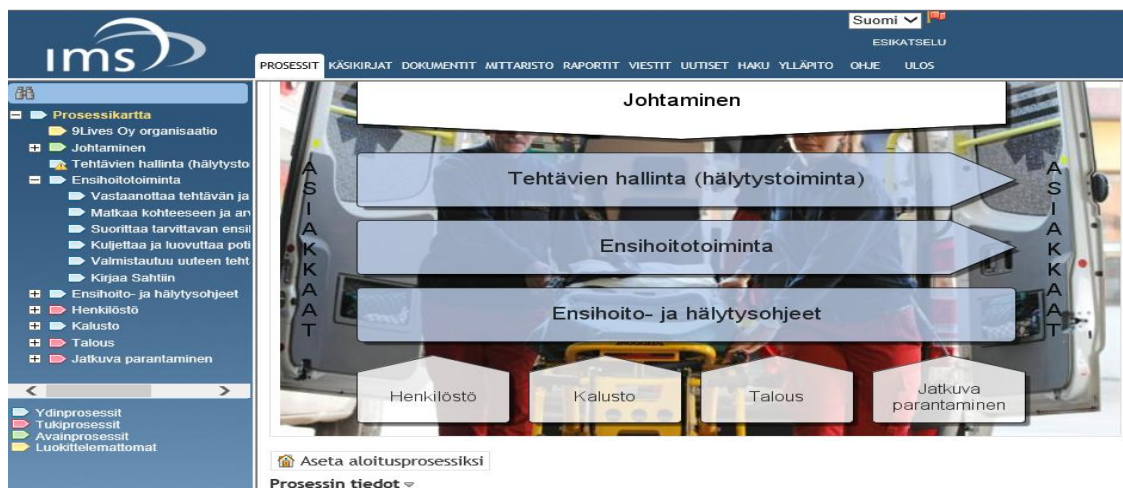 Suomi
ESIKATSELU
ims
PROSESSIT KÄSIKIRJAT DOKUMENTIT MITTARISTO RAPORTIT VIESTIT UUTISET HAKU YLLÄPITO OHJE ULOS
Prosessikartta
9Lives Oy organisaatio
Johtaminen
Tehtävien hallinta (hälytysto
Ensihoitotoiminta
Vastaanottaa tehtävän ja
Matkaa kohteeseen ja arv
Suorittaa tarvittavan ensil
Kuljettaa ja luovuttaa poti
Valmistautuu uuteen teht
Kirjaa Sahtiin
Ensihoito- ja hälytysohjeet
Henkilöstö
Kalusto
Talous
Jatkuva parantaminen
Ydinprosessit
Tukiprosessit
Avainprosessit
Luokittelemattomat
Johtaminen
ASIAKKAAT
Tehtävien hallinta (hälytystoiminta)
Ensihoitotoiminta
Ensihoito- ja hälytysohjeet
ASIAKKAAT
Henkilöstö
Kalusto
Talous
Jatkuva
parantaminen
Aseta aloitusprosessiksi
Prosessin tiedot